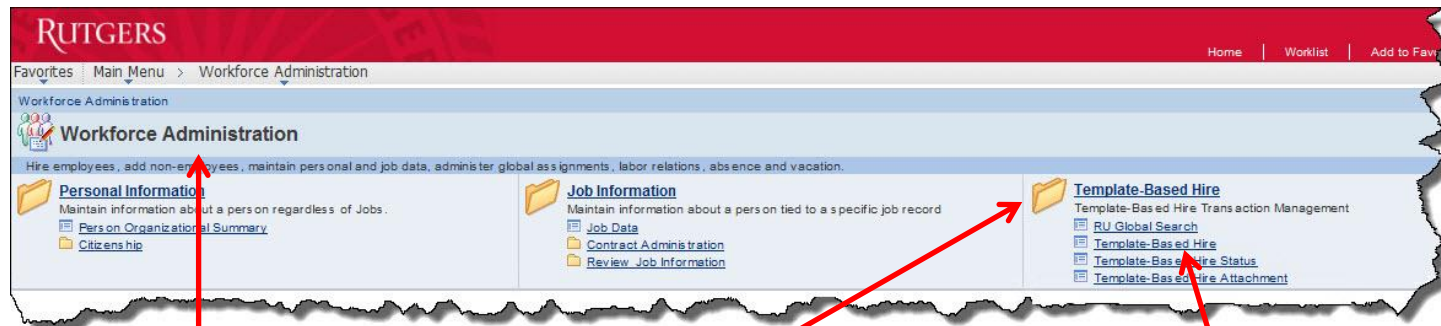 RUTGERS
Home | Worklist | Add to Fav
Favorites Main Menu > Workforce Administration
Workforce Administration
Workforce Administration
Hire employees, add non-employees, maintain personal and job data, administer global assignments, labor relations, absence and vacation.
Personal Information
Maintain information about a person regardless of Jobs.
Person Organizational Summary
Citizenship
Job Information
Maintain information about a person tied to a specific job record
Job Data
Contract Administration
Review Job Information
Template-Based Hire
Template-Based Hire Transaction Management
RU Global Search
Template-Based Hire
Template-Based Hire Status
Template-Based Hire Attachment